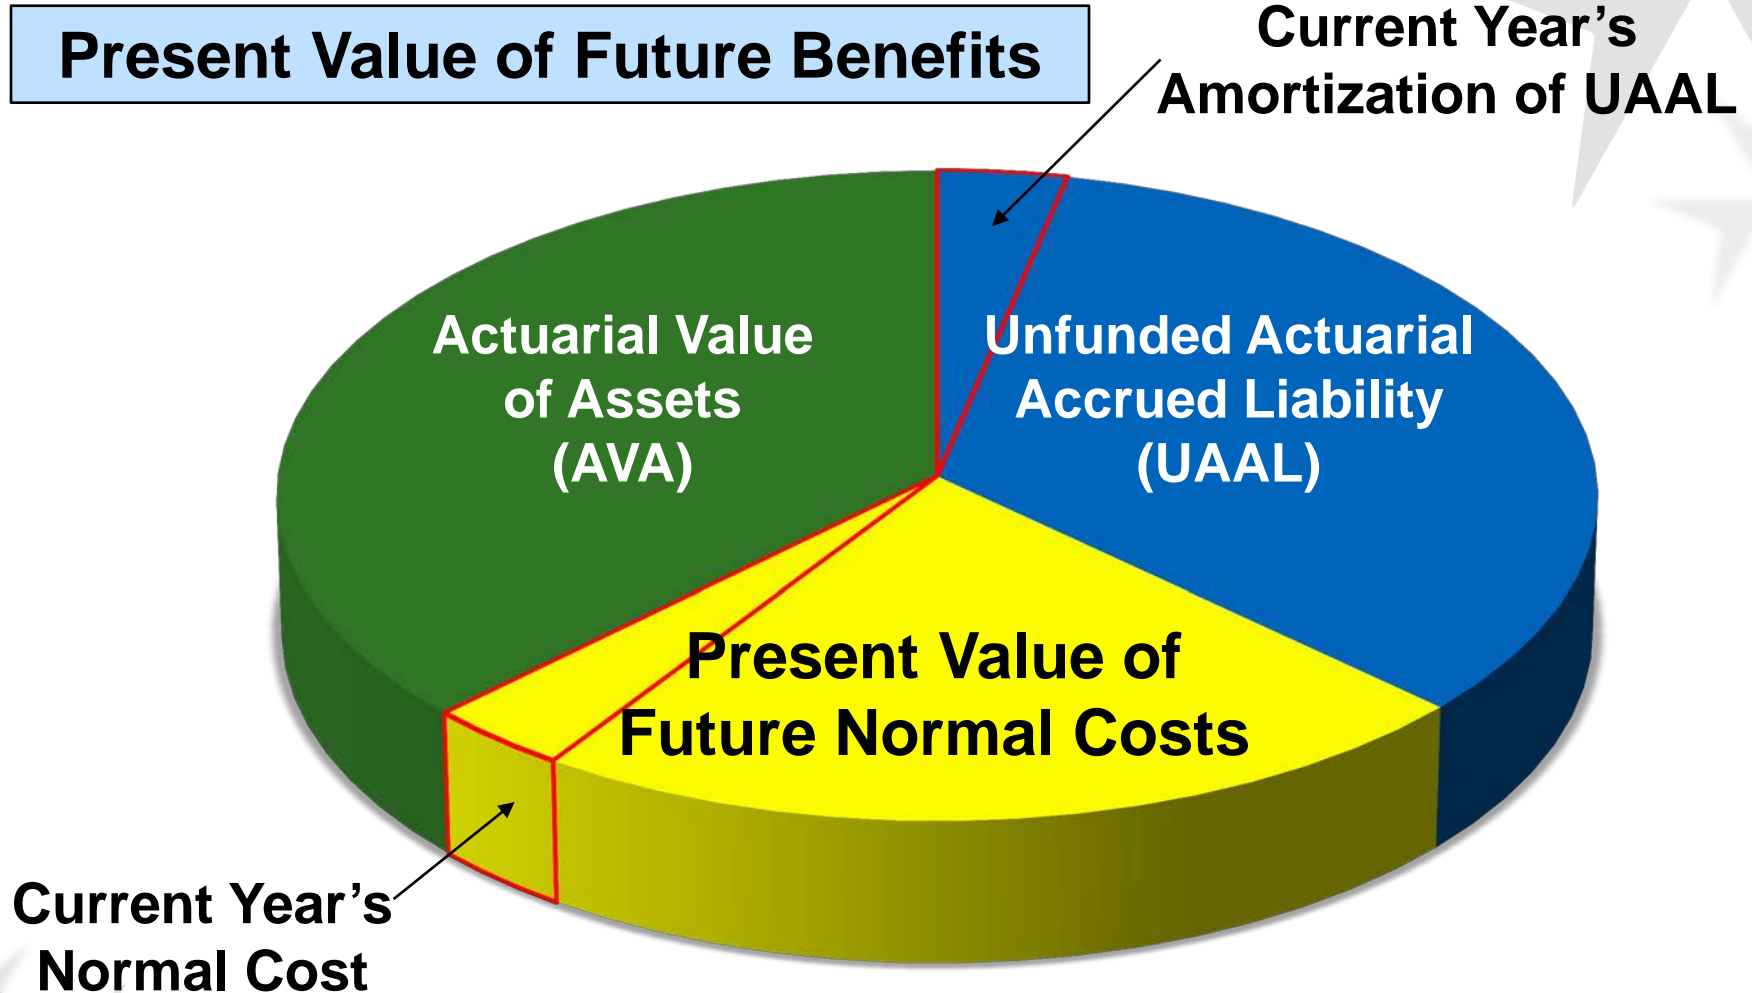 Present Value of Future Benefits
Current Year’s
Amortization of UAAL
Actuarial Value
of Assets
(AVA)
Unfunded Actuarial
Accrued Liability
(UAAL)
Present Value of
Future Normal Costs
Current Year’s
Normal Cost